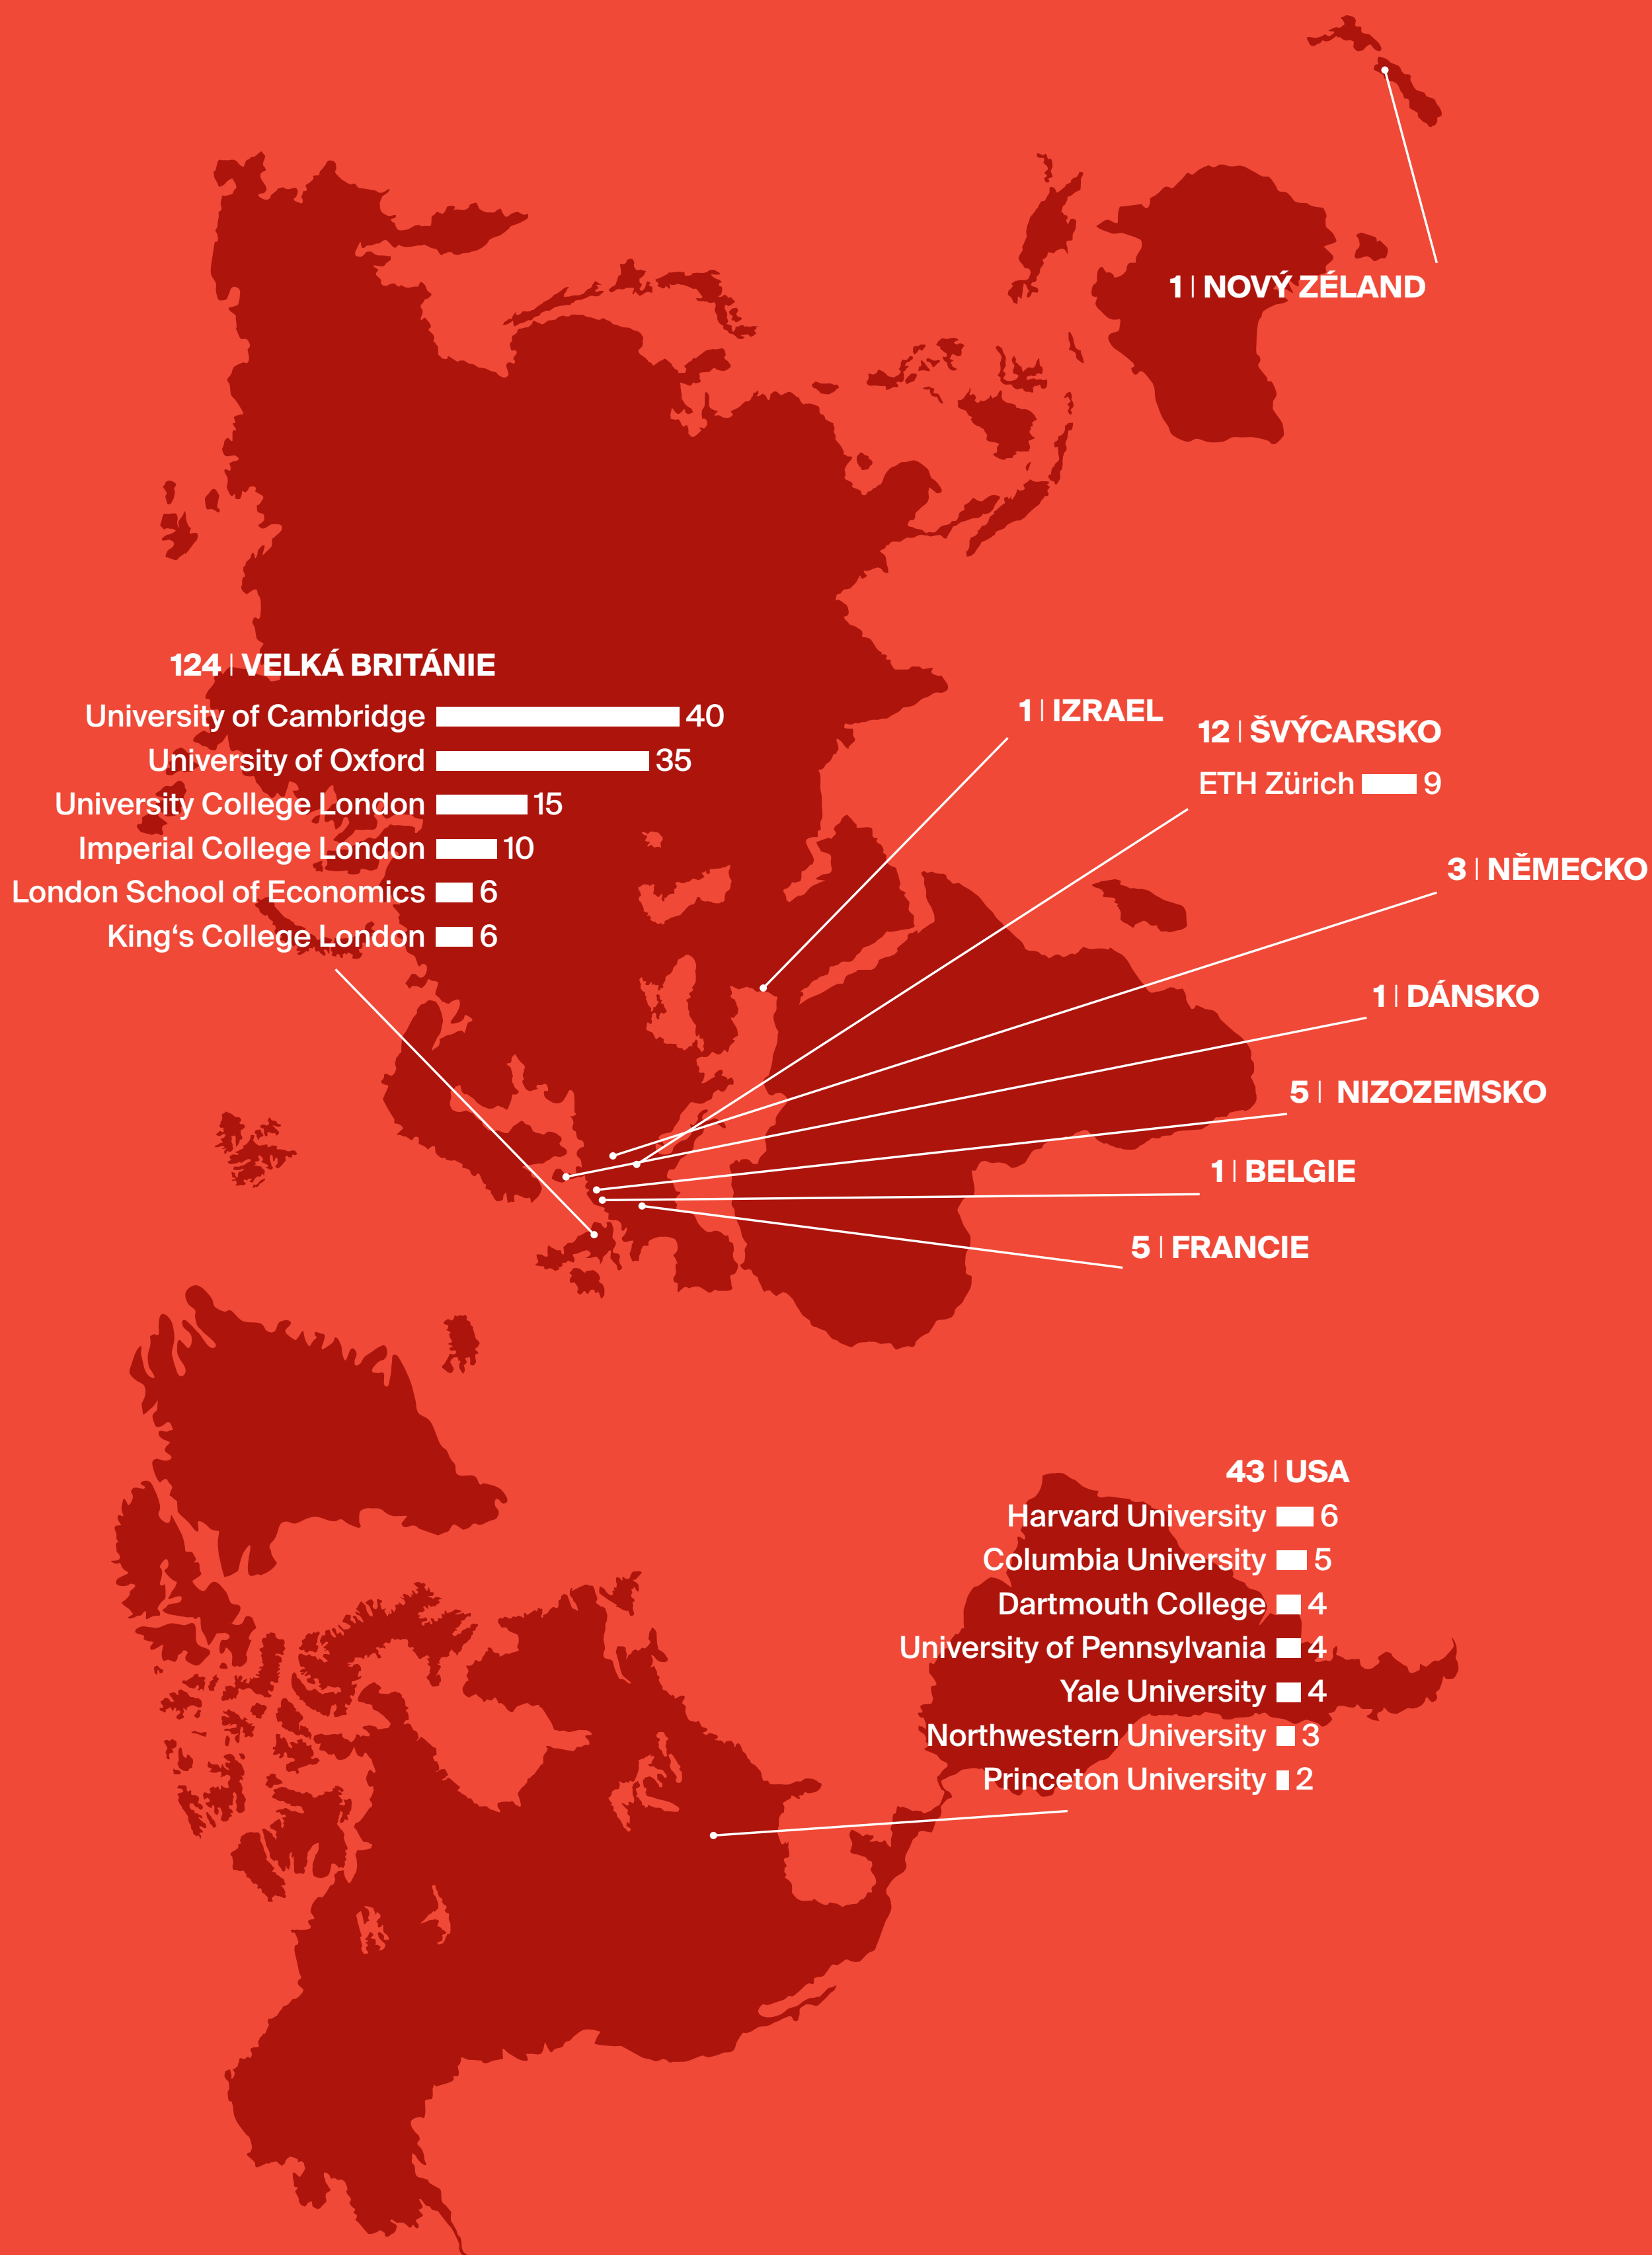 1 | NOVÝ ZÉLAND
124 | VELKÁ BRITÁNIE
University of Cambridge 40
University of Oxford 35
University College London 15
Imperial College London 10
London School of Economics 6
King‘s College London 6
1 | IZRAEL
12 | ŠVÝCARSKO
ETH Zürich 9
3 | NĚMECKO
1 | DÁNSKO
5 | NIZOZEMSKO
1 | BELGIE
5 | FRANCIE
43 | USA
Harvard University 6
Columbia University 5
Dartmouth College 4
University of Pennsylvania 4
Yale University 4
Northwestern University 3
Princeton University 2